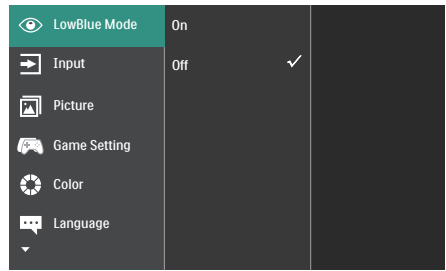 LowBlue Mode
On
Input
Off
Picture
Game Setting
Color
Language